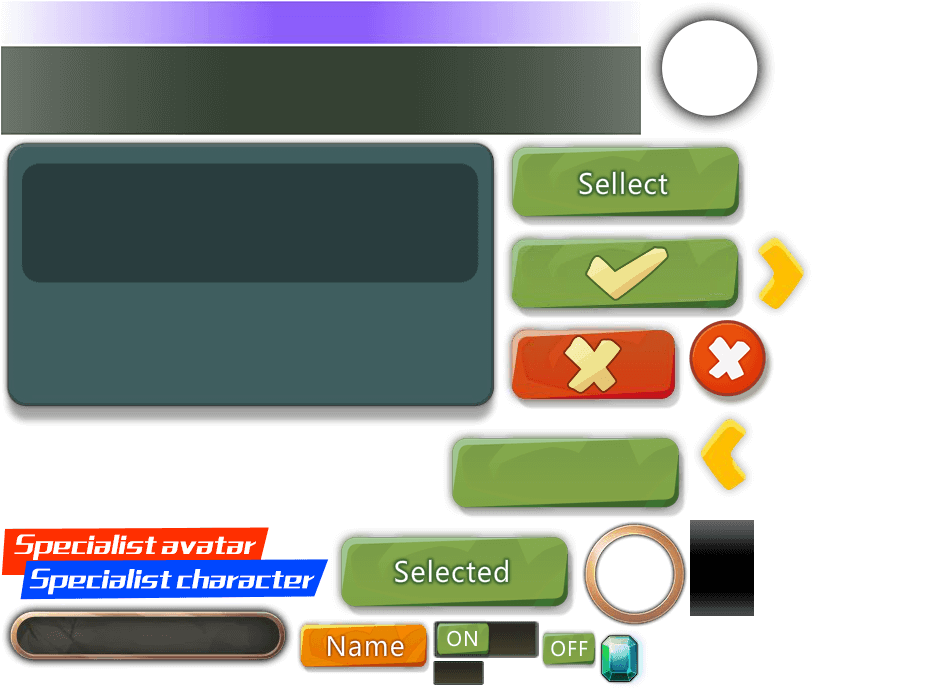 Sellect
Specialist avatar
Specialist character
Selected
Name
ON
OFF